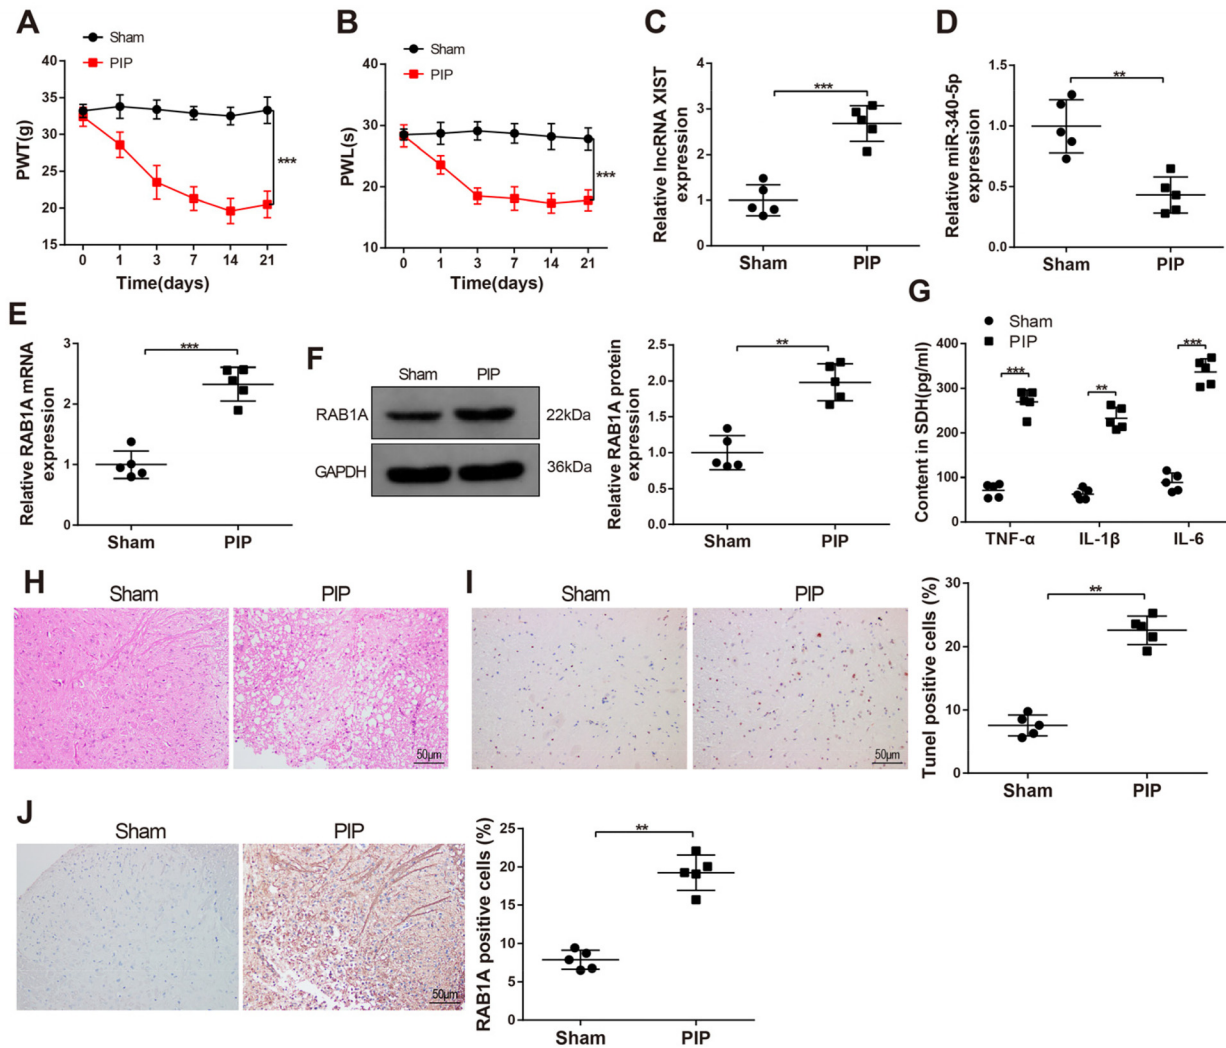 A
Sham
PIP
PWT(g)
40
35
30
25
20
15
***
0 1 3 7 14 21
Time(days)
B
Sham
PIP
PWL(s)
40
30
20
10
***
0 1 3 7 14 21
Time(days)
C
Relative lncRNA XIST
expression
4
3
2
1
0
***
Sham PIP
D
Relative miR-340-5p
expression
1.5
1.0
0.5
0.0
**
Sham PIP
E
Relative RAB1A mRNA
expression
3
2
1
0
***
Sham PIP
F
Sham PIP
RAB1A 22kDa
GAPDH 36kDa
Relative RAB1A protein
expression
2.5
2.0
1.5
1.0
0.5
0.0
**
Sham PIP
G
Sham
PIP
Content in SDH(pg/ml)
400
300
200
100
0
*** ** ***
TNF-α IL-1β IL-6
H
Sham PIP
50μm
I
Sham PIP
50μm
Tunel positive cells (%)
30
20
10
0
**
Sham PIP
J
Sham PIP
50μm
RAB1A positive cells (%)
25
20
15
10
5
0
**
Sham PIP